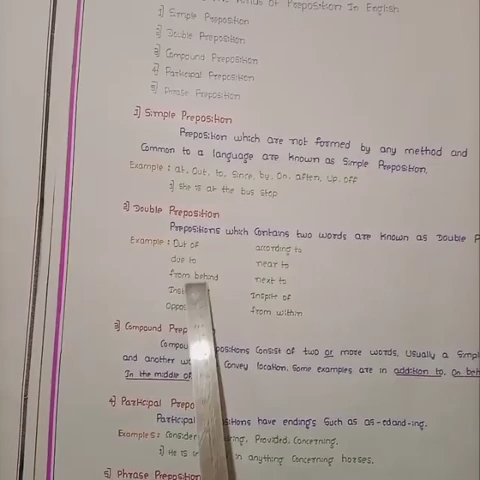 Kinds Of Preposition In English
1] Simple Preposition
2] Double Preposition
3] Compound Preposition
4] Participal Preposition
5] Phrase Preposition
1] Simple Preposition
Preposition which are not formed by any method and
Common to a language are known as Simple Preposition.
Example : at, Out, to, Since, by, On, after, Up, off
1] She is at the bus stop
2] Double Preposition
Prepositions which Contains two words are known as Double P
Example : Out of according to
due to near to
from behind next to
Inspite of
from within
3] Compound Prep
Compou positions Consist of two or more words. Usually a Simpl
and another Convey location. Some examples are in addition to, On beh
In the middle of
4] Participal Prepo
Participal sitions have endings Such as as-edand-ing.
Examples : Consider ring, Provided, Concerning.
1] He is in anything Concerning horses.
5] Phrase Preposition